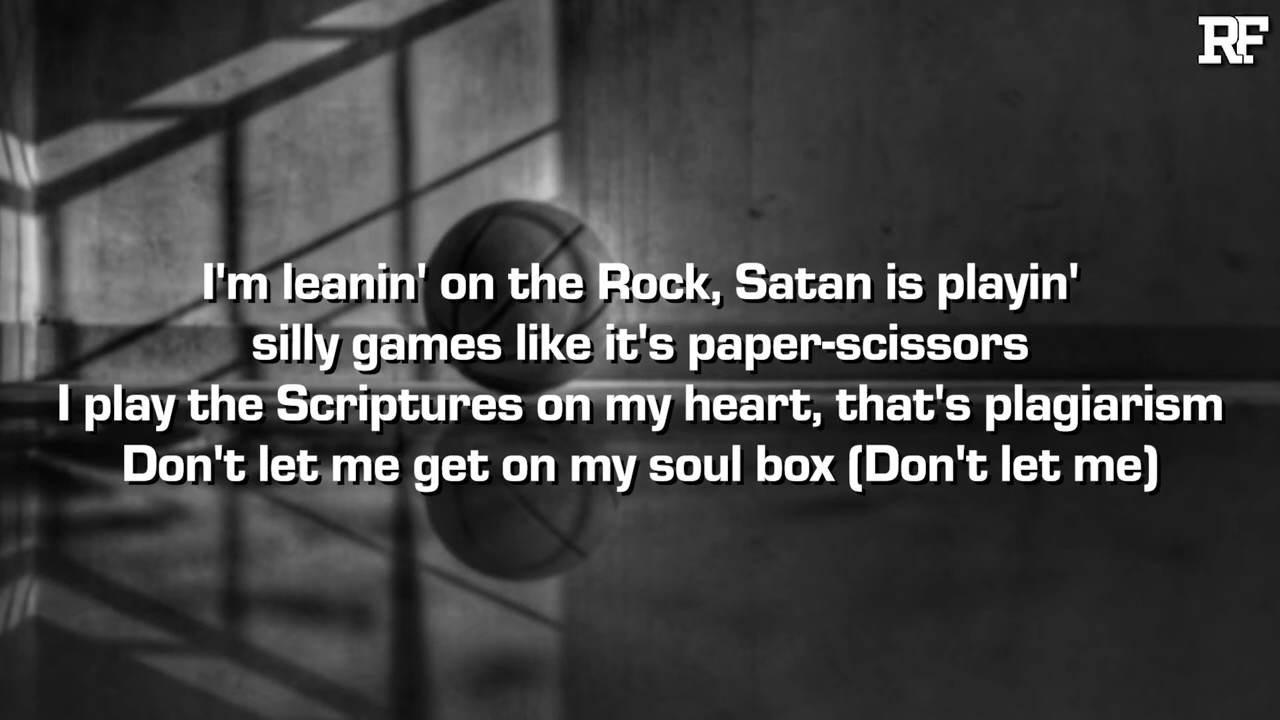 RF
I'm leanin' on the Rock, Satan is playin'
silly games like it's paper-scissors
I play the Scriptures on my heart, that's plagiarism
Don't let me get on my soul box (Don't let me)